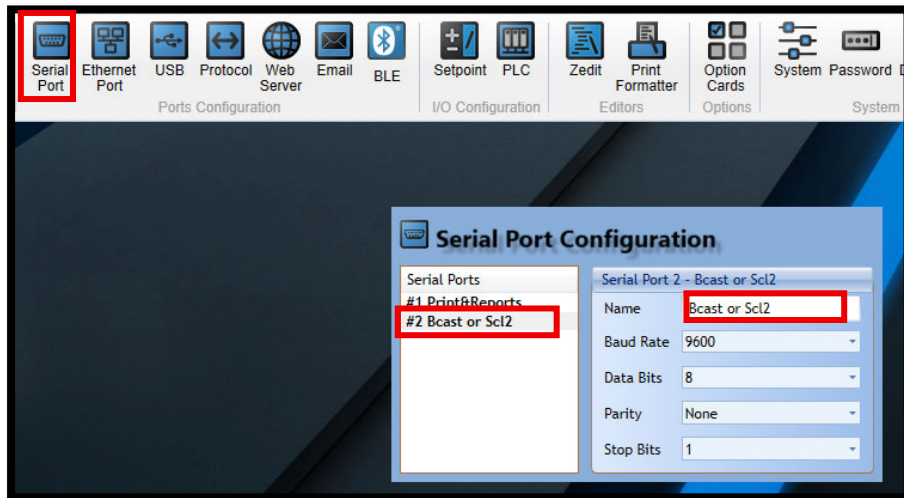 Serial Port
Ethernet Port
USB
Protocol
Web Server
Email
BLE
Setpoint
PLC
Zedit
Print Formatter
Option Cards
System
Password
Ports Configuration
I/O Configuration
Editors
Options
System
Serial Port Configuration
Serial Ports
#1 Print&Reports
#2 Bcast or Scl2
Serial Port 2 - Bcast or Scl2
Name Bcast or Scl2
Baud Rate 9600
Data Bits 8
Parity None
Stop Bits 1